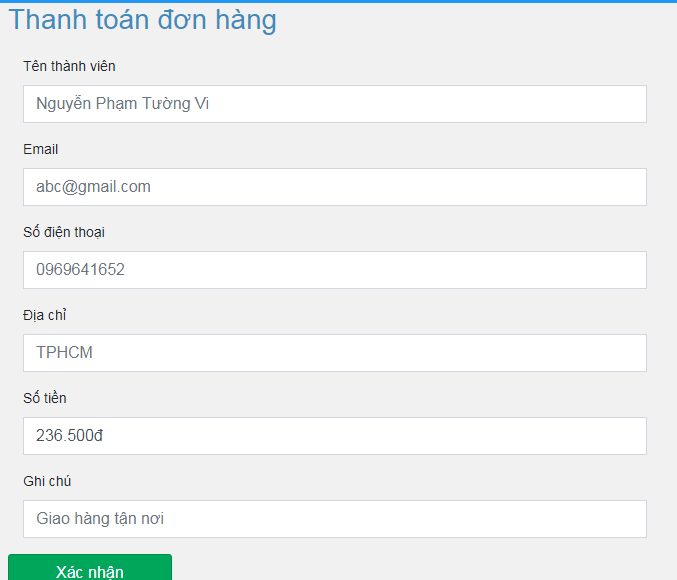 Thanh toán đơn hàng
Tên thành viên
Nguyễn Phạm Tường Vi
Email
abc@gmail.com
Số điện thoại
0969641652
Địa chỉ
TPHCM
Số tiền
236.500đ
Ghi chú
Giao hàng tận nơi
Xác nhận